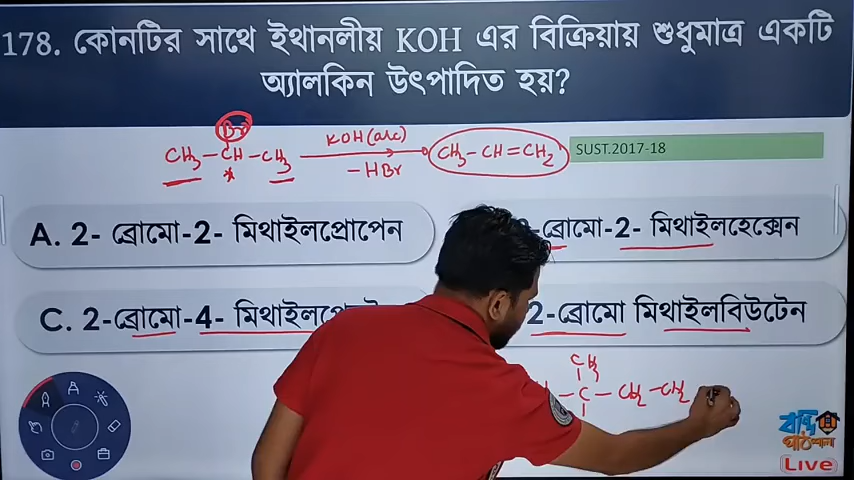 178. কোনটির সাথে ইথানলীয় KOH এর বিক্রিয়ায় শুধুমাত্র একটি
অ্যালকিন উৎপাদিত হয়?
Br
CH3 – CH – CH3 KOH(alc) – HBr CH3 – CH = CH2
*
SUST.2017-18
A. 2- ব্রোমো-2- মিথাইলপ্রোপেন
ব্রোমো-2- মিথাইলহেক্সেন
C. 2-ব্রোমো-4- মিথাইল
2-ব্রোমো মিথাইলবিউটেন
CH3
– C – CH2 – CH2
বন্দি
পাঠশালা
Live